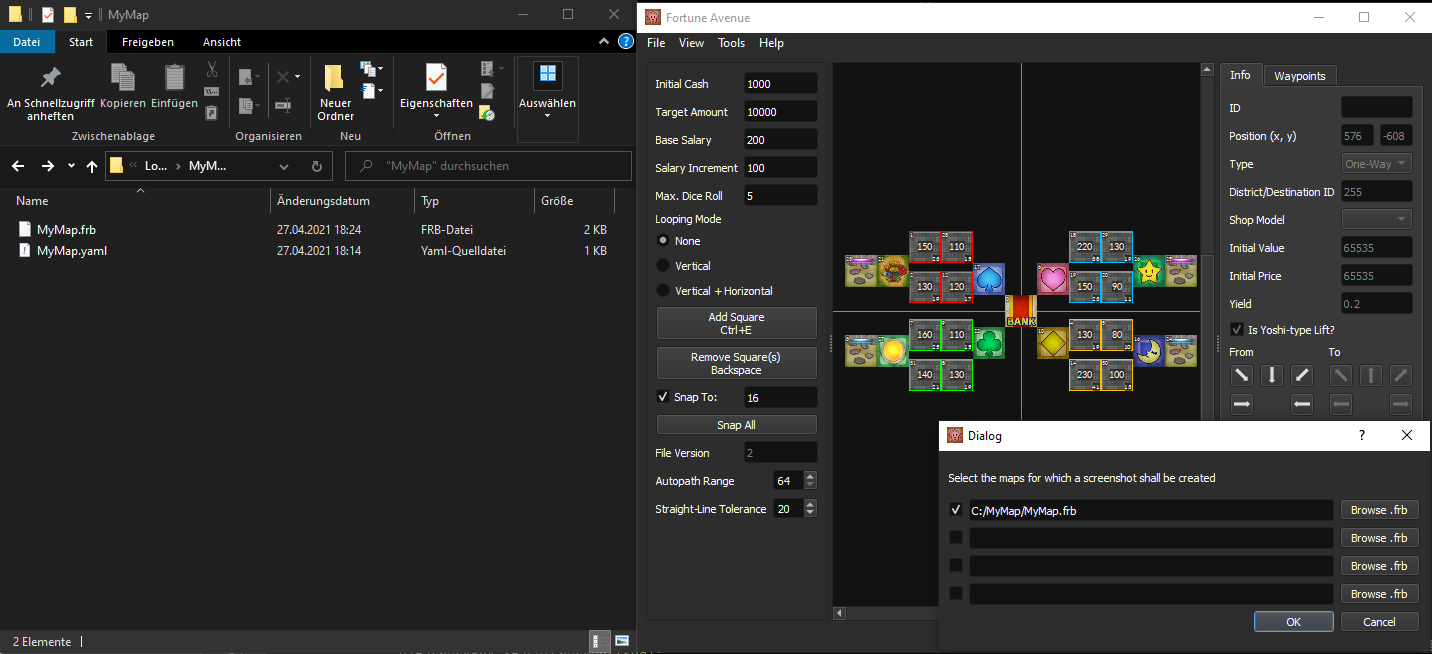 MyMap
Datei
Start
Freigeben
Ansicht
An Schnellzugriff
anheften
Kopieren
Einfügen
Neuer
Ordner
Eigenschaften
Auswählen
Zwischenablage
Organisieren
Neu
Öffnen
Lo...
MyM...
"MyMap" durchsuchen
Name
Änderungsdatum
Typ
Größe
MyMap.frb
27.04.2021 18:24
FRB-Datei
2 KB
MyMap.yaml
27.04.2021 18:14
Yaml-Quelldatei
1 KB
2 Elemente
Fortune Avenue
File
View
Tools
Help
Initial Cash
1000
Target Amount
10000
Base Salary
200
Salary Increment
100
Max. Dice Roll
5
Looping Mode
None
Vertical
Vertical + Horizontal
Add Square
Ctrl+E
Remove Square(s)
Backspace
Snap To:
16
Snap All
File Version
2
Autopath Range
64
Straight-Line Tolerance
20
150
110
220
130
130
120
150
90
BANK
160
110
130
80
140
130
230
100
Info
Waypoints
ID
Position (x, y)
576
-608
Type
One-Way
District/Destination ID
255
Shop Model
Initial Value
65535
Initial Price
65535
Yield
0.2
Is Yoshi-type Lift?
From
To
Dialog
?
Select the maps for which a screenshot shall be created
C:/MyMap/MyMap.frb
Browse .frb
Browse .frb
Browse .frb
Browse .frb
OK
Cancel